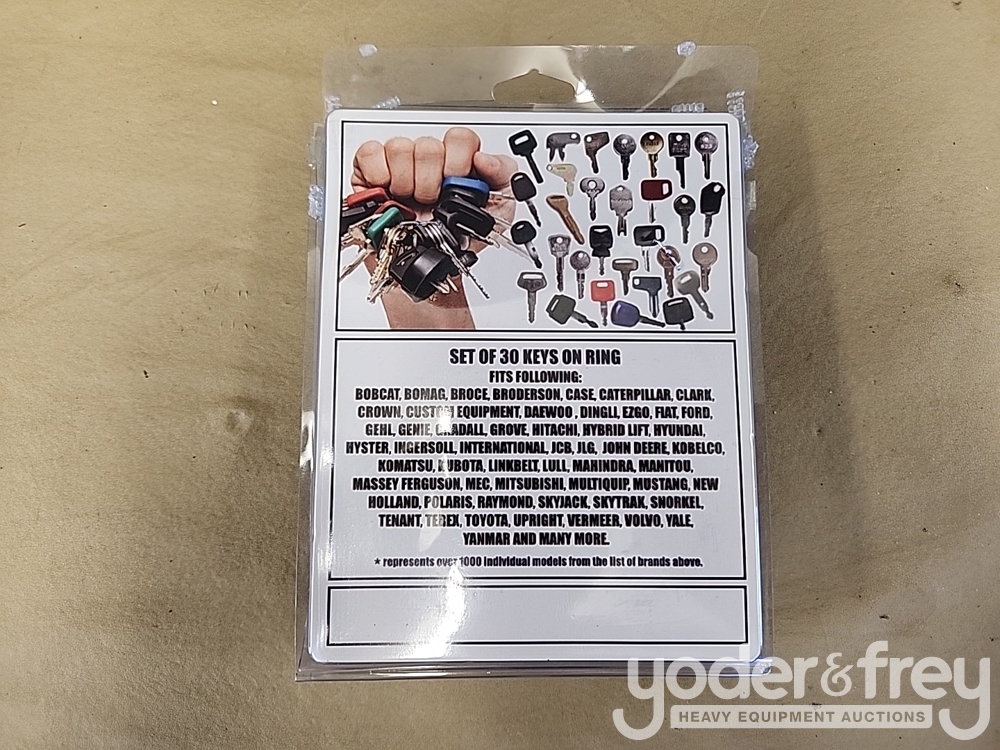 SET OF 30 KEYS ON RING
FITS FOLLOWING:
BOBCAT, BOMAG, BROCE, BRODERSON, CASE, CATERPILLAR, CLARK,
CROWN, CUSTOM EQUIPMENT, DAEWOO , DINGLI, EZGO, FIAT, FORD,
GEHL, GENIE, GRADALL, GROVE, HITACHI, HYBRID LIFT, HYUNDAI,
HYSTER, INGERSOLL, INTERNATIONAL, JCB, JLG, JOHN DEERE, KOBELCO,
KOMATSU, KUBOTA, LINKBELT, LULL, MAHINDRA, MANITOU,
MASSEY FERGUSON, MEC, MITSUBISHI, MULTIQUIP, MUSTANG, NEW
HOLLAND, POLARIS, RAYMOND, SKYJACK, SKYTRAK, SNORKEL,
TENANT, TEREX, TOYOTA, UPRIGHT, VERMEER, VOLVO, YALE,
YANMAR AND MANY MORE.
* represents over 1000 individual models from the list of brands above.
yoder&frey
HEAVY EQUIPMENT AUCTIONS